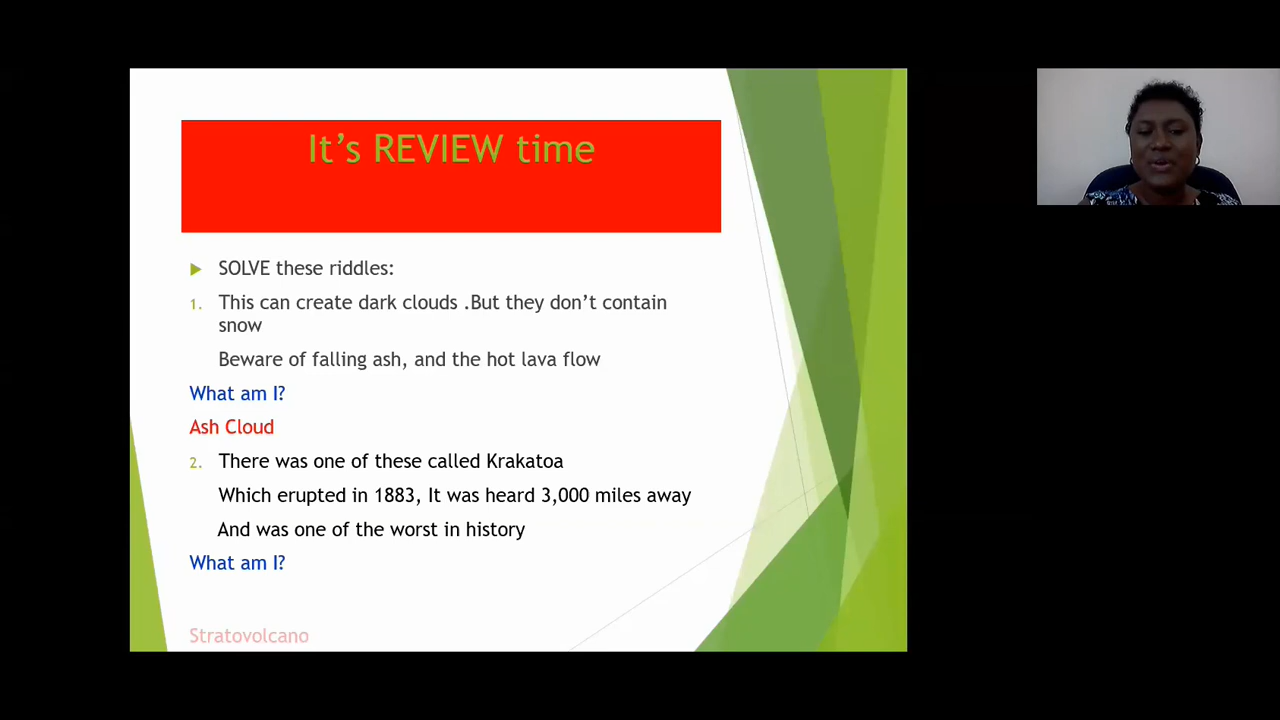 It’s REVIEW time
SOLVE these riddles:
1. This can create dark clouds .But they don’t contain
snow
Beware of falling ash, and the hot lava flow
What am I?
Ash Cloud
2. There was one of these called Krakatoa
Which erupted in 1883, It was heard 3,000 miles away
And was one of the worst in history
What am I?
Stratovolcano